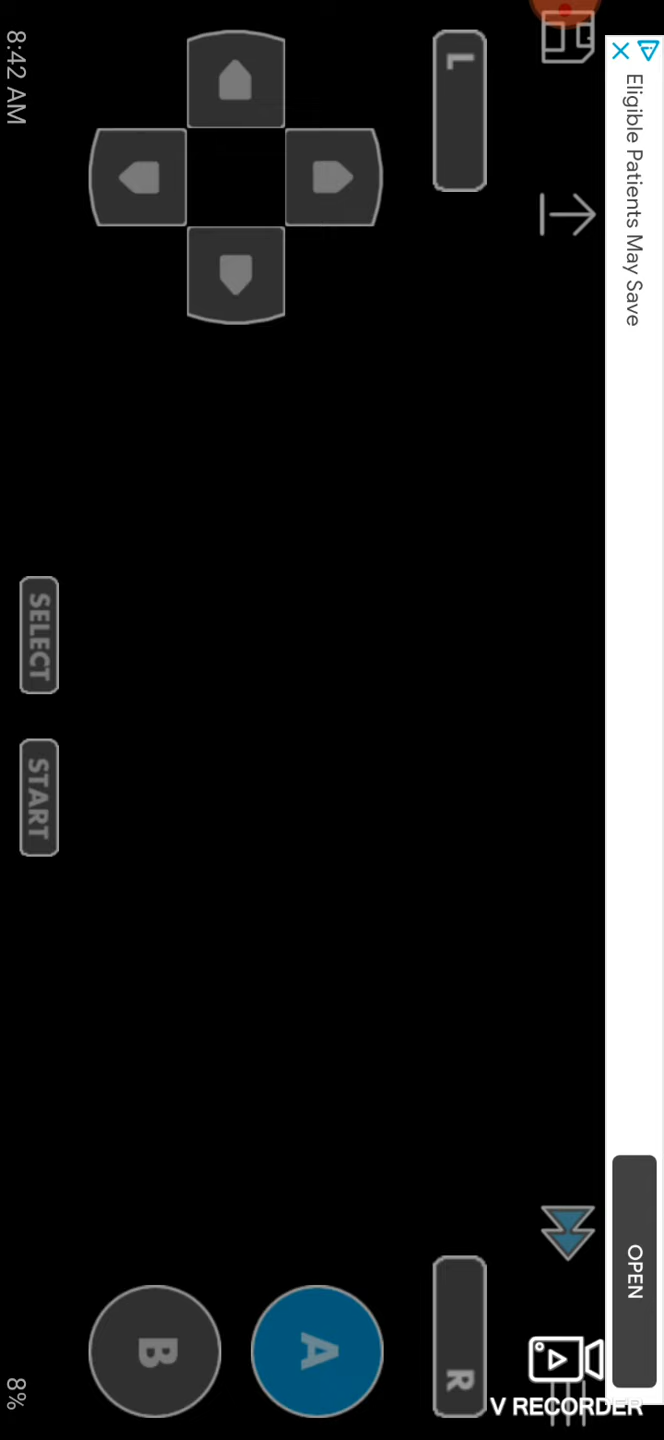 Eligible Patients May Save
OPEN
L
R
A
B
SELECT
START
8:42 AM
8%
V RECORDER